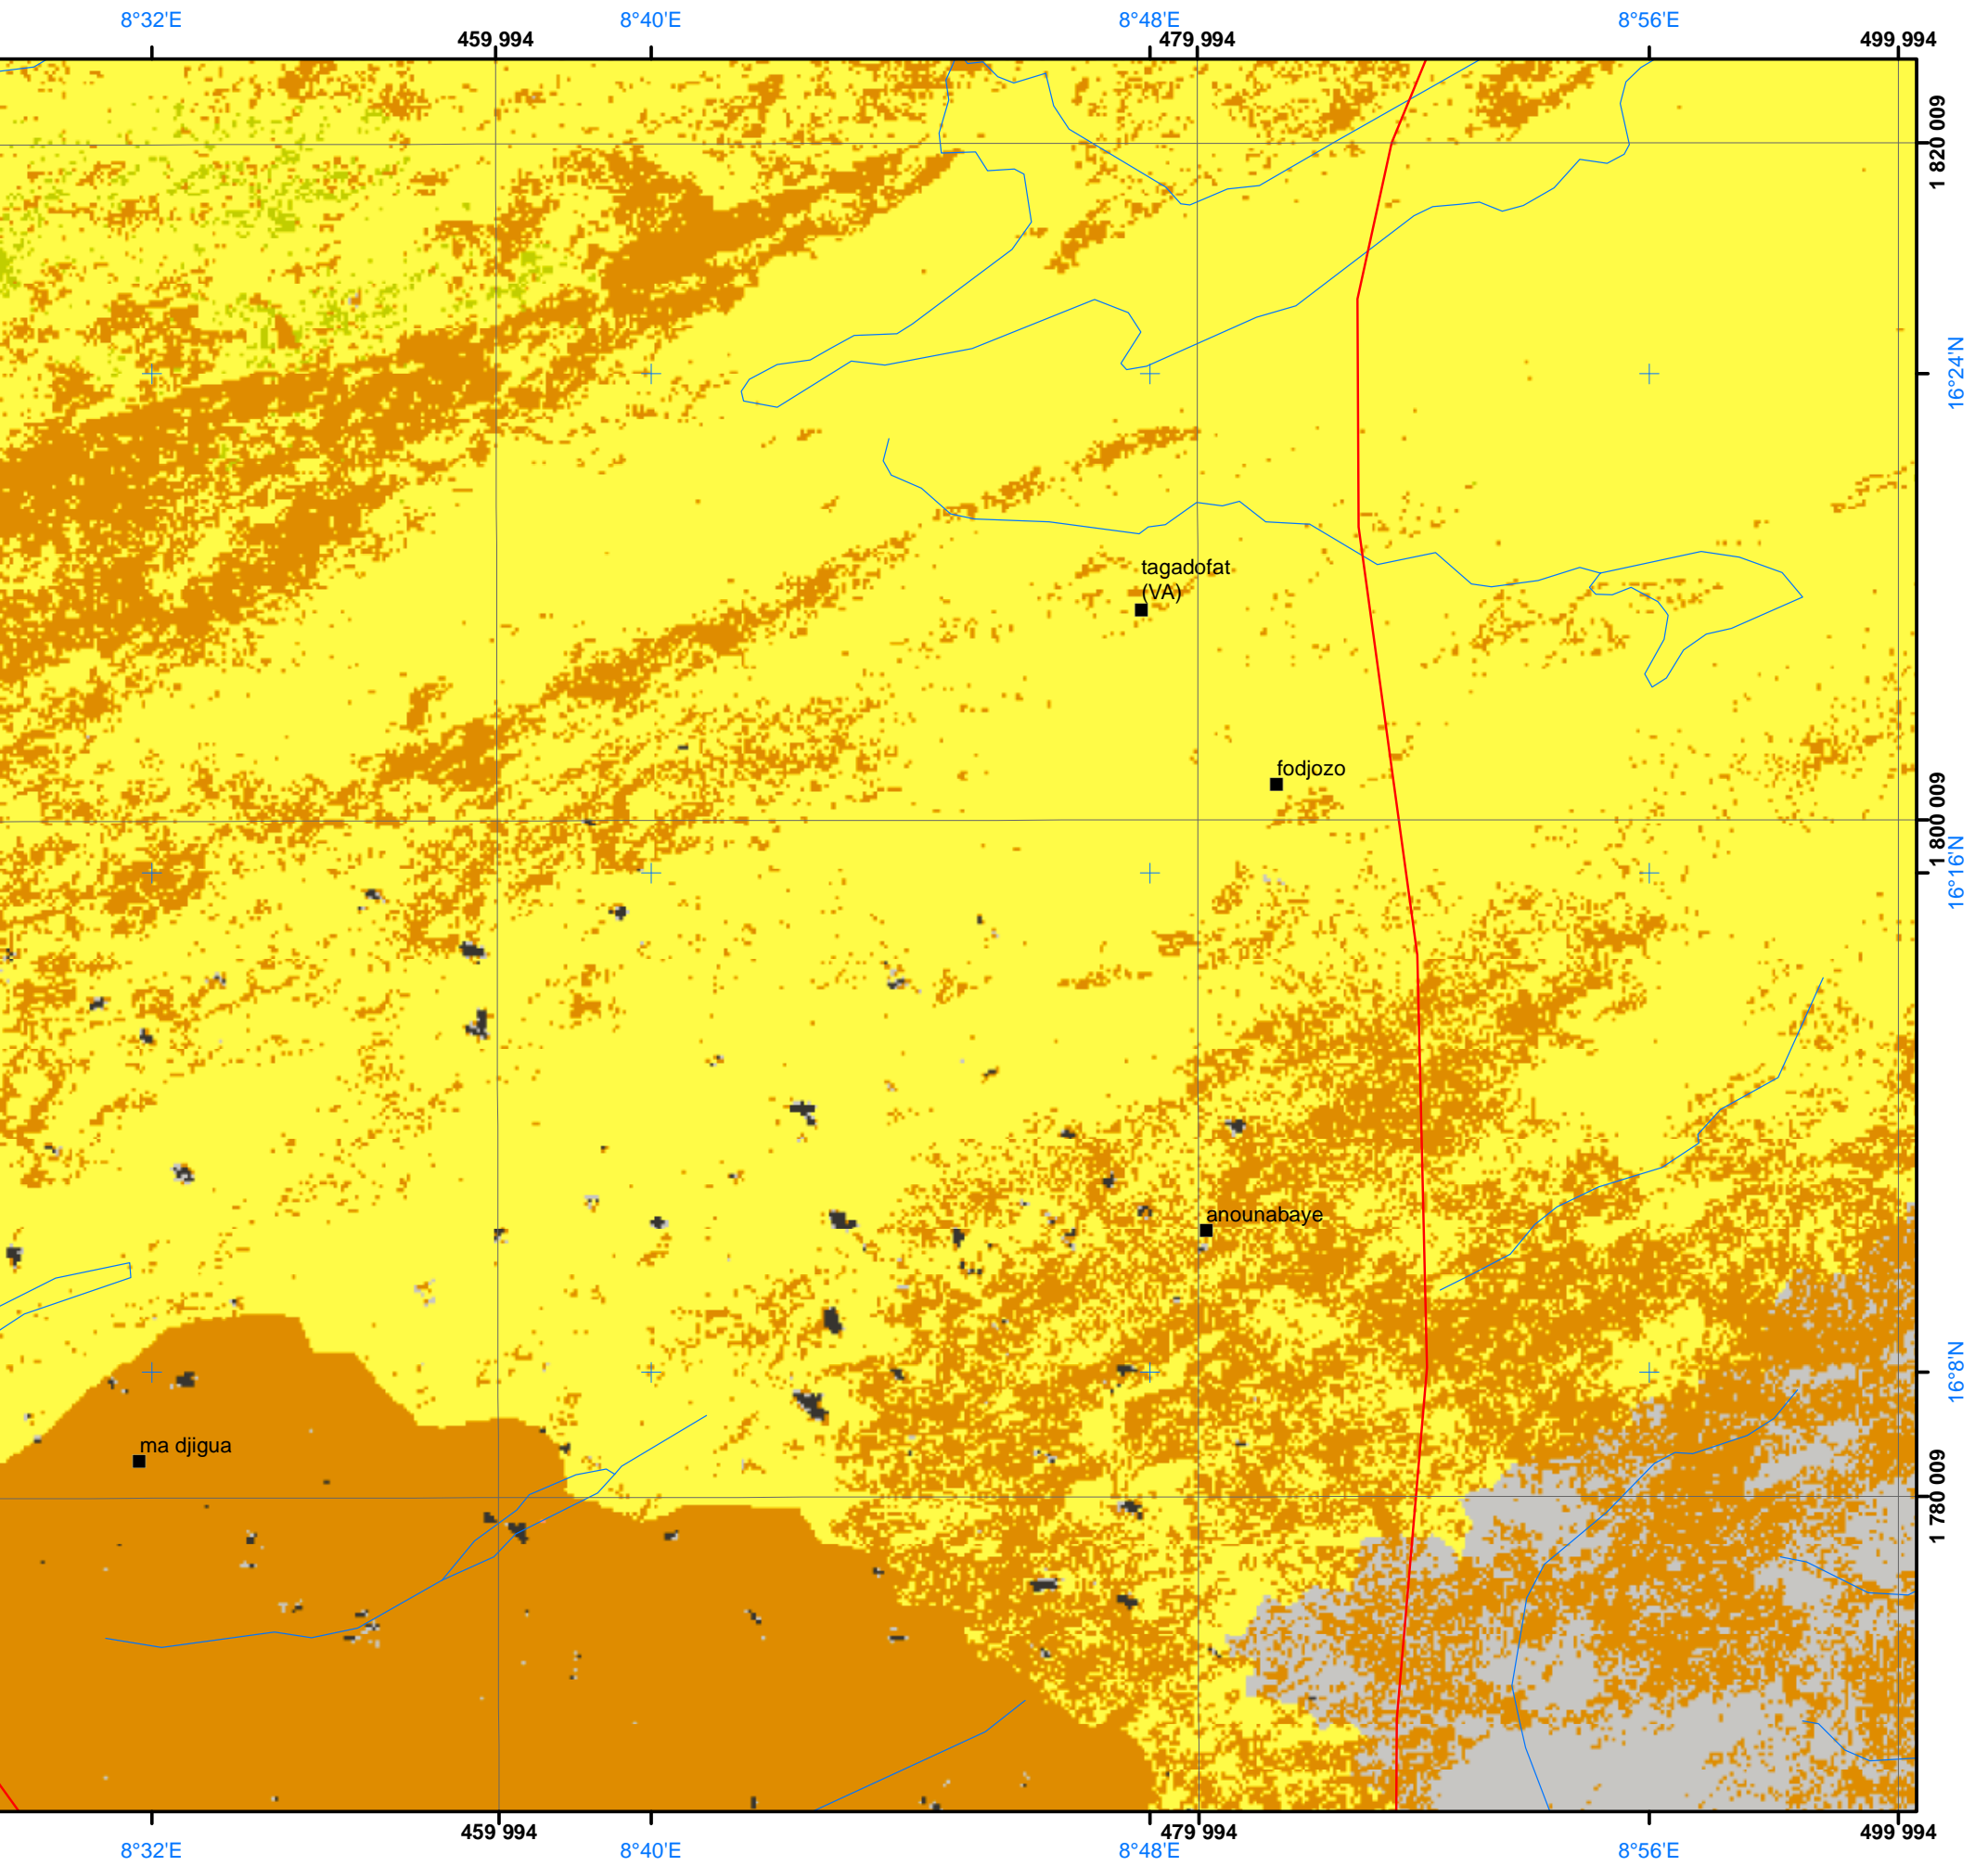 8°32'E 8°40'E 8°48'E 8°56'E
459 994 479 994 499 994
1 820 009
16°24'N
tagadofat
(VA)
fodjozo
1 800 009
16°16'N
anounabaye
16°8'N
ma djigua
1 780 009
459 994 479 994 499 994
8°32'E 8°40'E 8°48'E 8°56'E